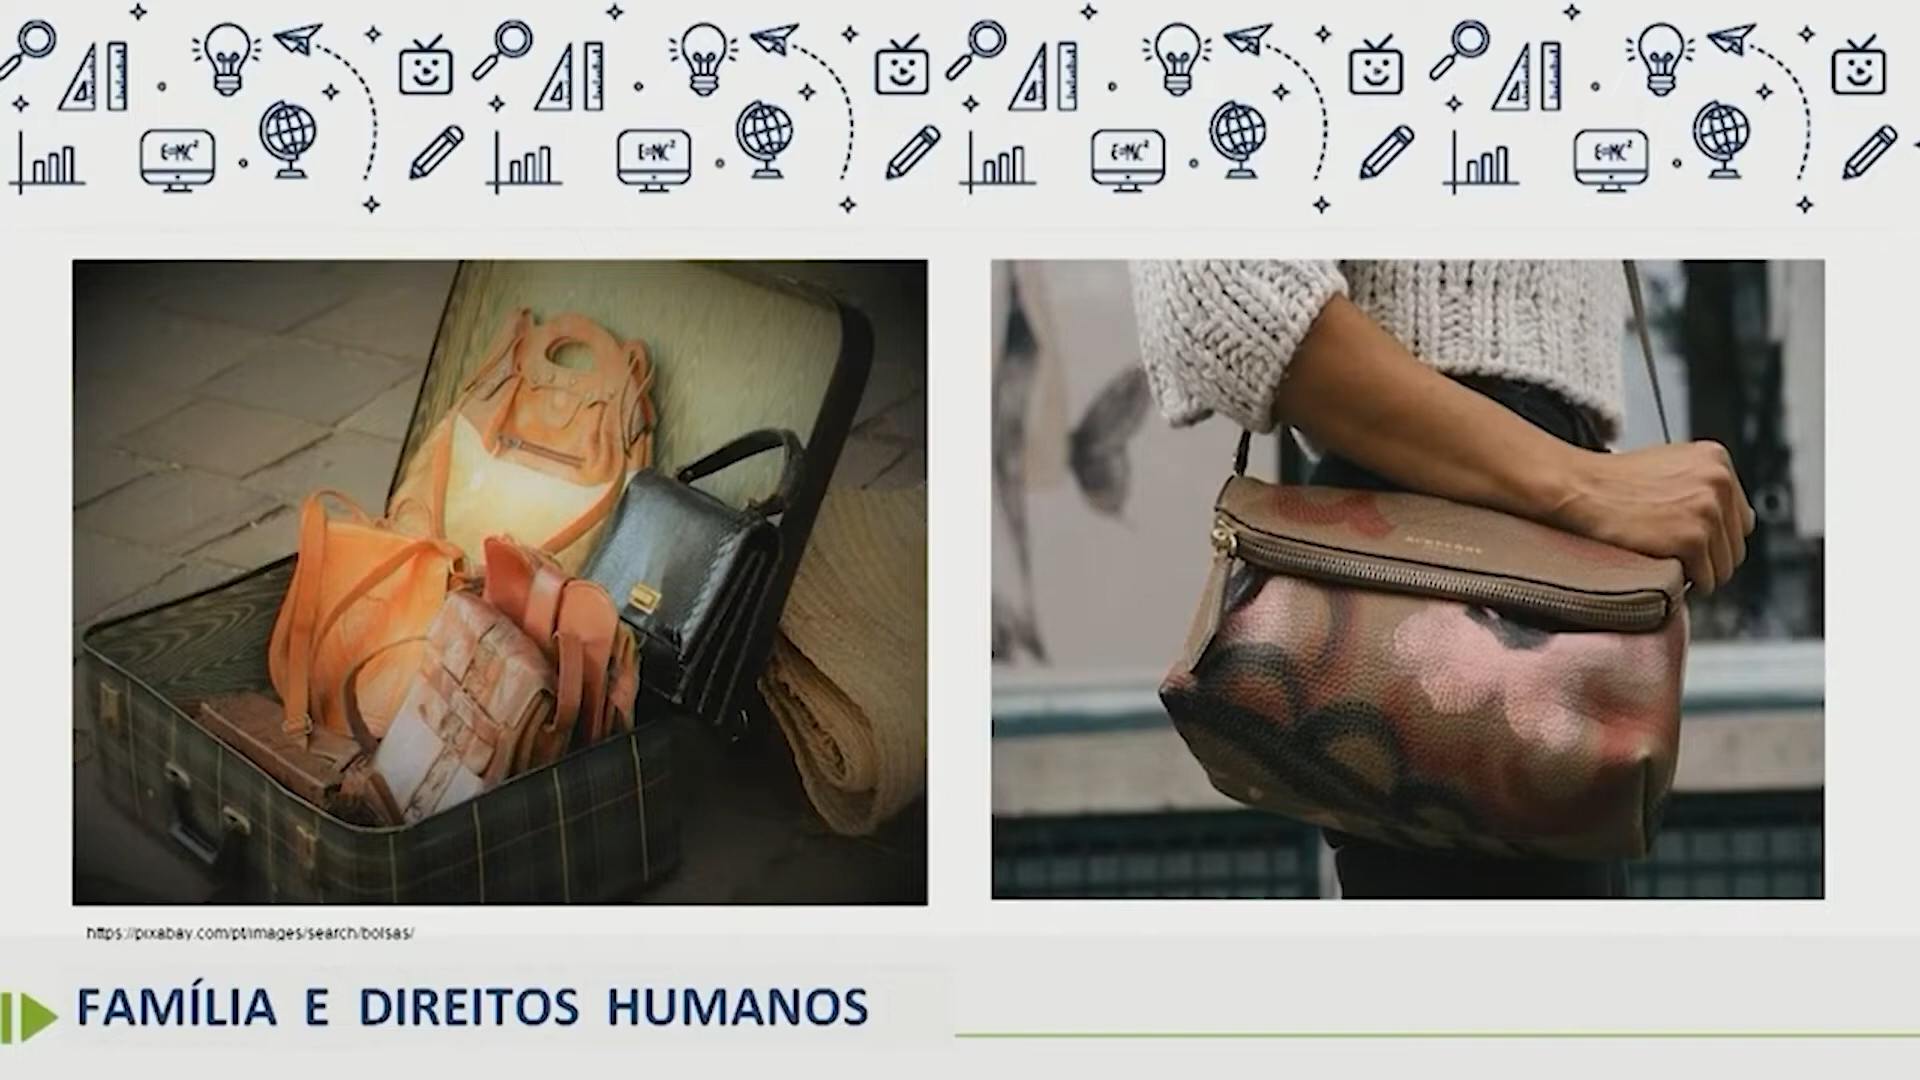 E=MC²
E=MC²
E=MC²
E=MC²
https://pixabay.com/pt/images/search/bolsas/
FAMÍLIA E DIREITOS HUMANOS